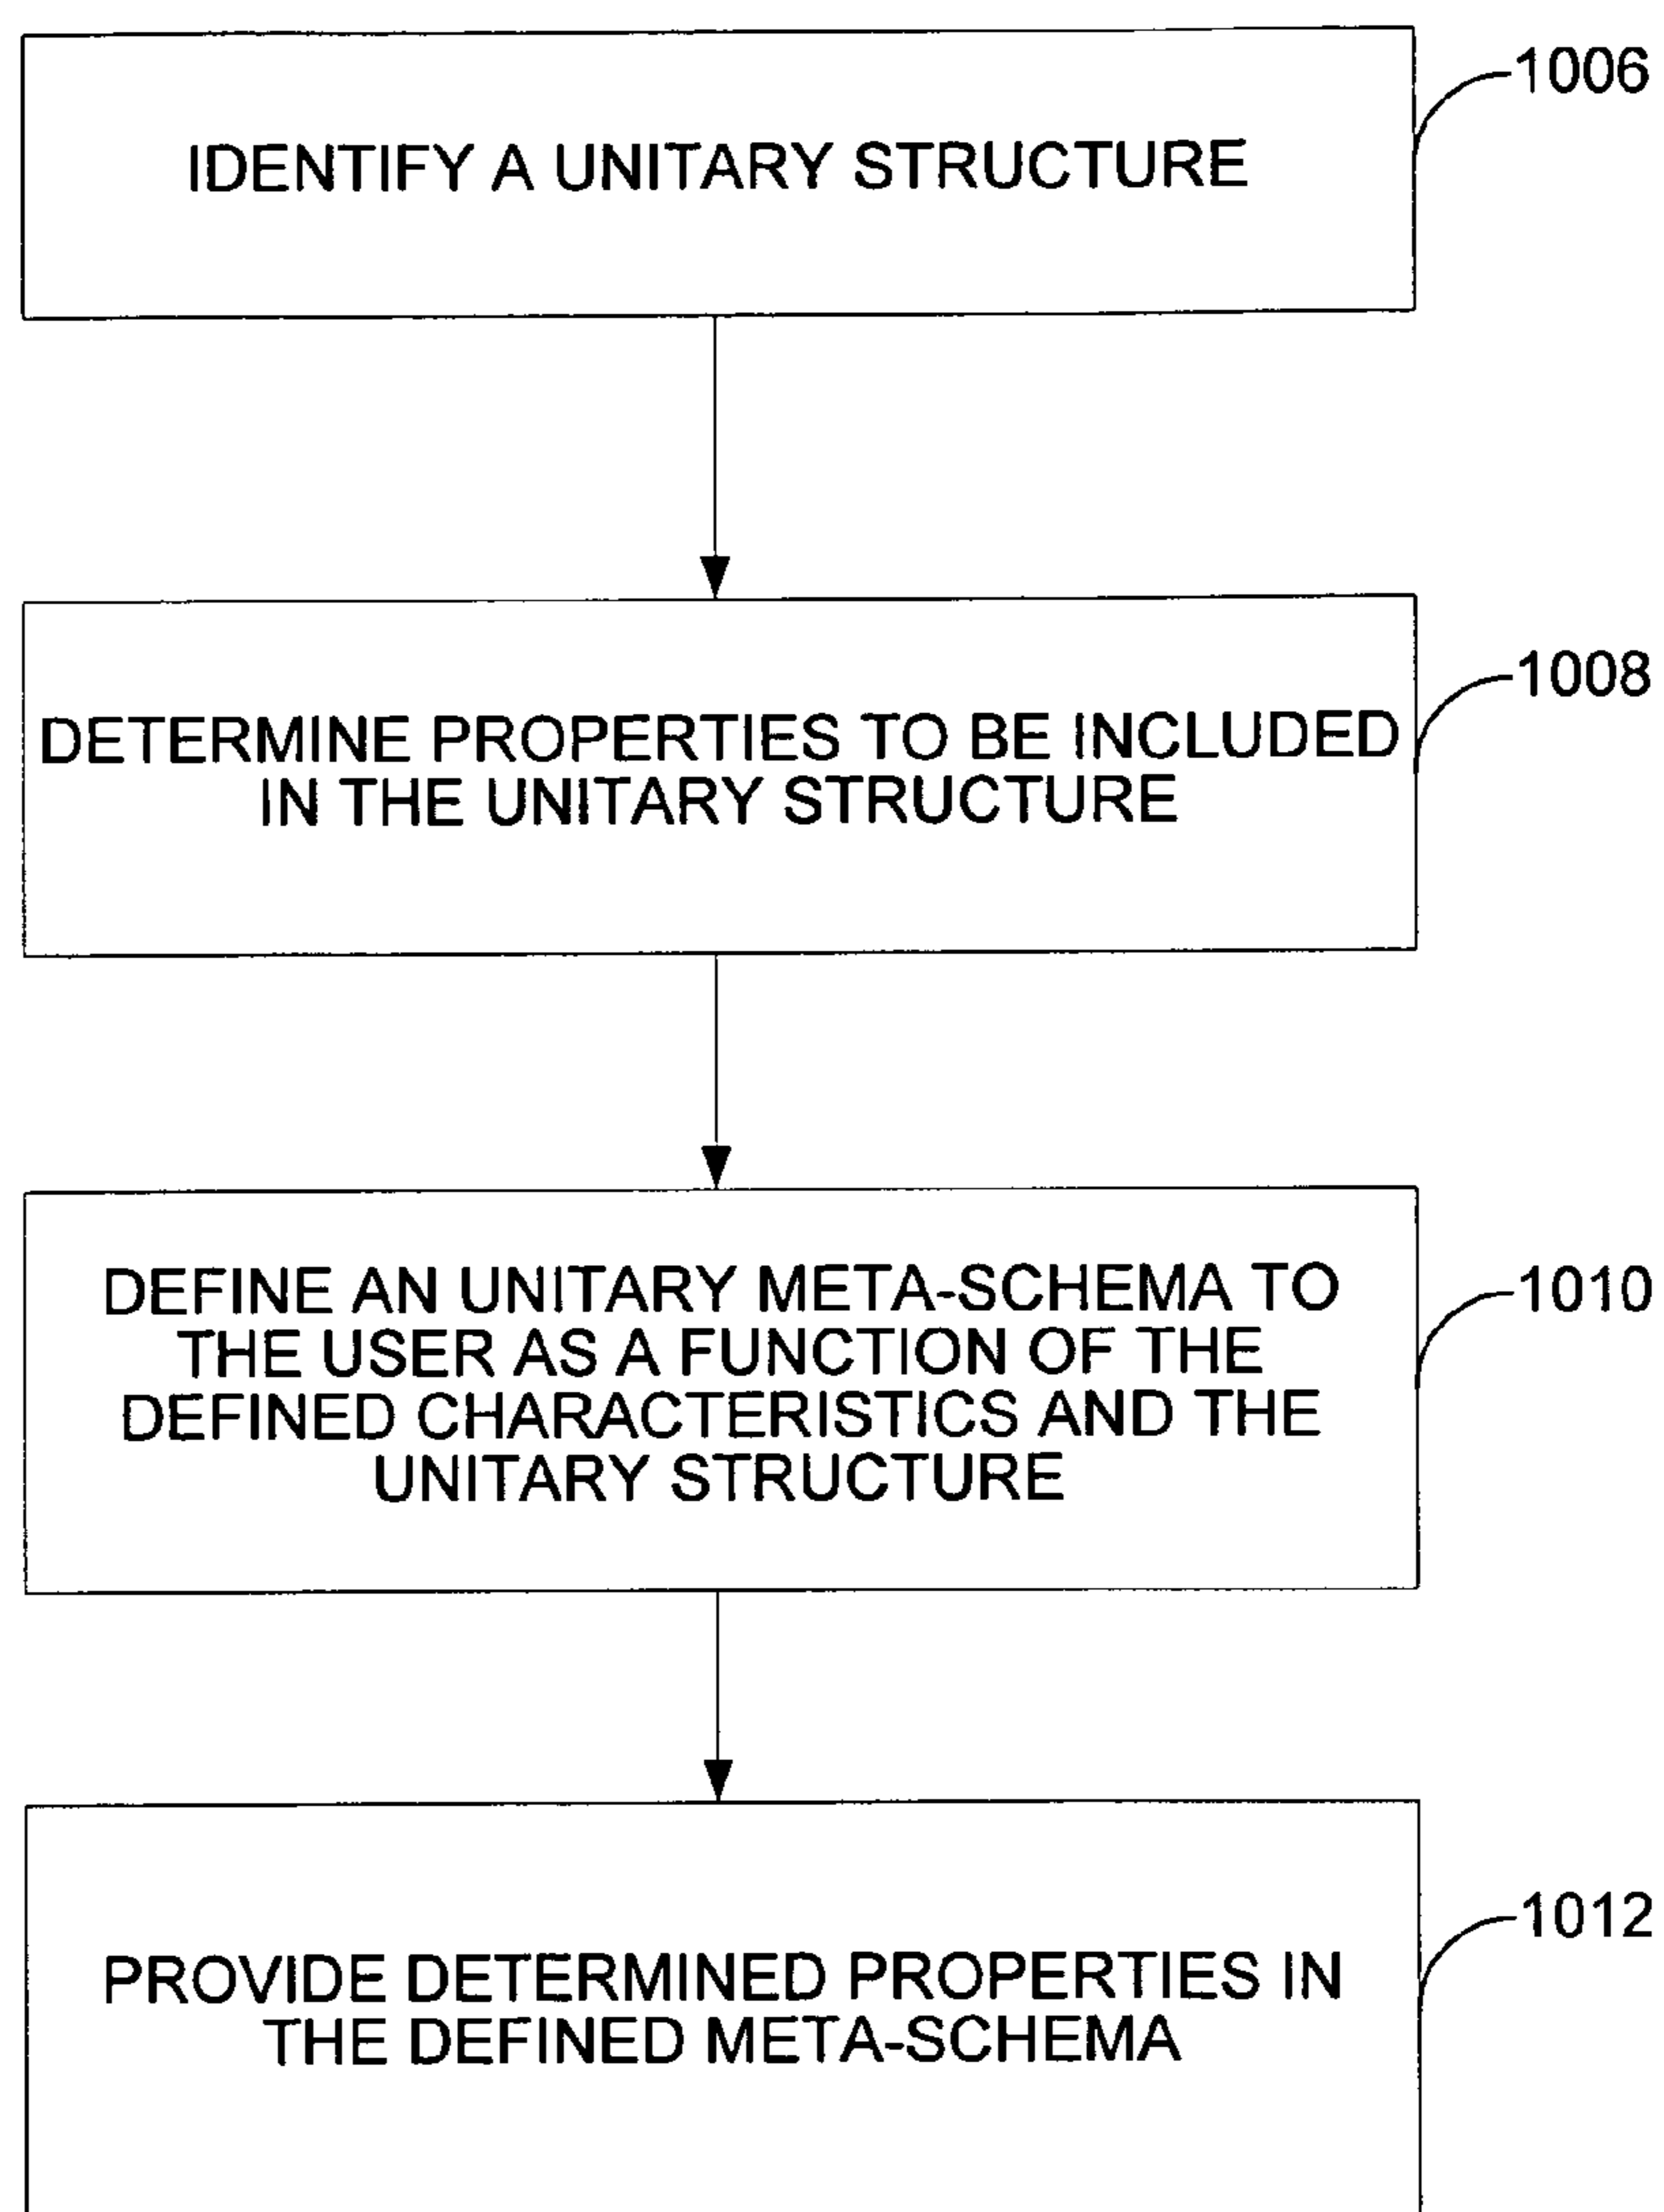 1006
IDENTIFY A UNITARY STRUCTURE
1008
DETERMINE PROPERTIES TO BE INCLUDED
IN THE UNITARY STRUCTURE
1010
DEFINE AN UNITARY META-SCHEMA TO
THE USER AS A FUNCTION OF THE
DEFINED CHARACTERISTICS AND THE
UNITARY STRUCTURE
1012
PROVIDE DETERMINED PROPERTIES IN
THE DEFINED META-SCHEMA